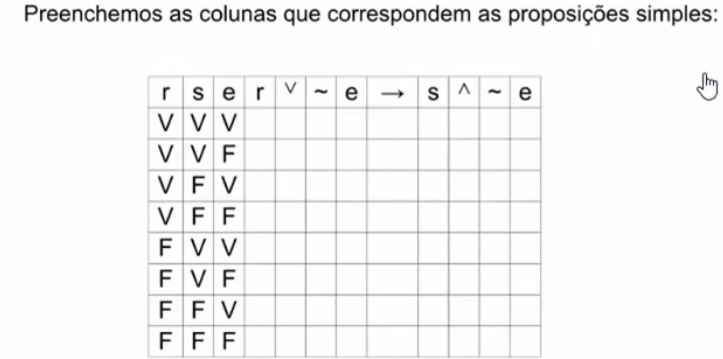 Preenchemos as colunas que correspondem as proposições simples:
r s e r ∨ ~ e → s ^ ~ e
V V V
V V F
V F V
V F F
F V V
F V F
F F V
F F F